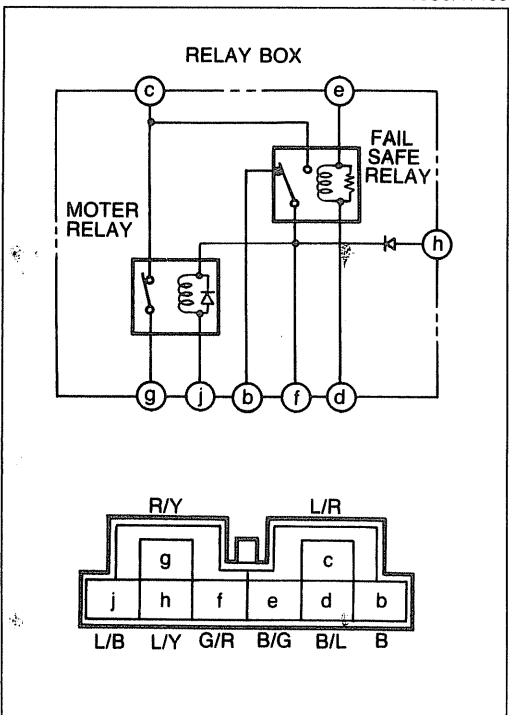 RELAY BOX
c e
FAIL
SAFE
RELAY
MOTER
RELAY
h
g j b f d
R/Y L/R
g c
j h f e d b
L/B L/Y G/R B/G B/L B